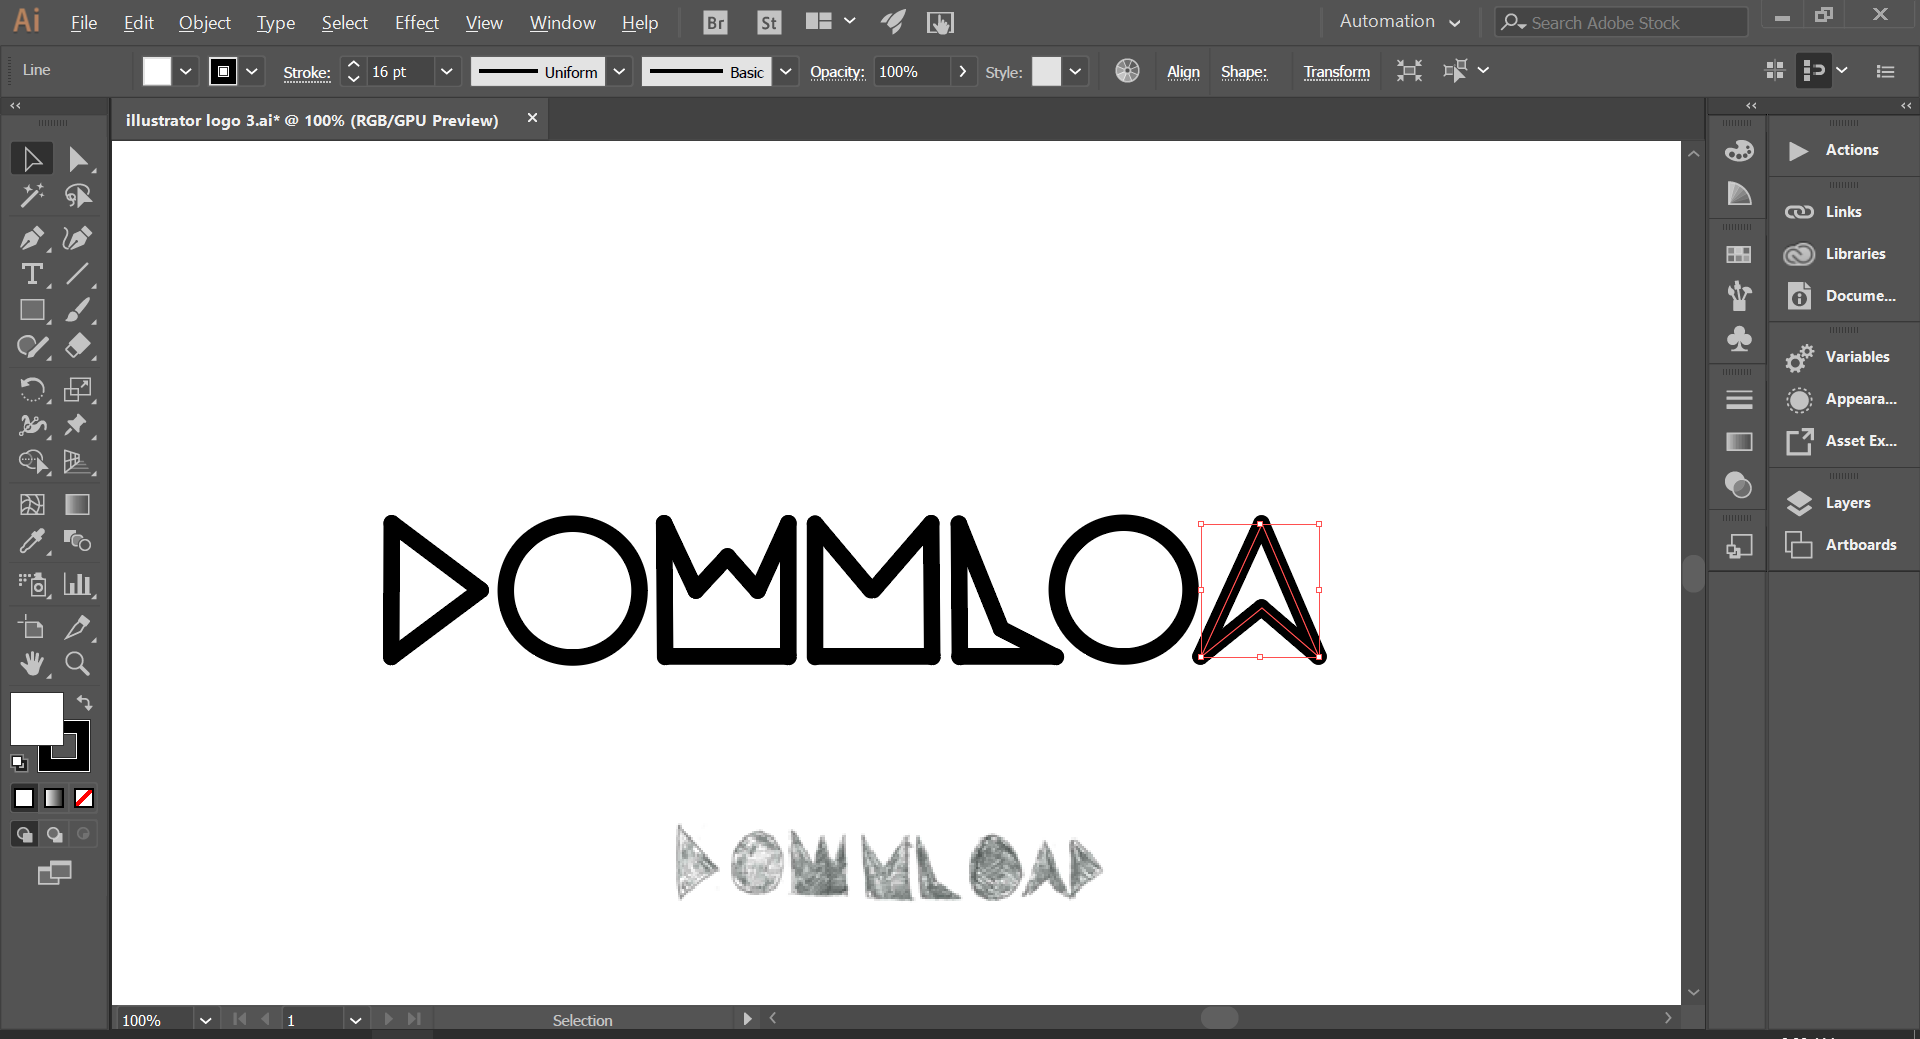 Ai File Edit Object Type Select Effect View Window Help Br St Automation Search Adobe Stock
Line Stroke: 16 pt Uniform Basic Opacity: 100% Style: Align Shape: Transform
illustrator logo 3.ai* @ 100% (RGB/GPU Preview)
Actions
Links
Libraries
Docume...
Variables
Appeara...
Asset Ex...
Layers
Artboards
DOWMLOA
DOWMLOAD
100% 1 Selection